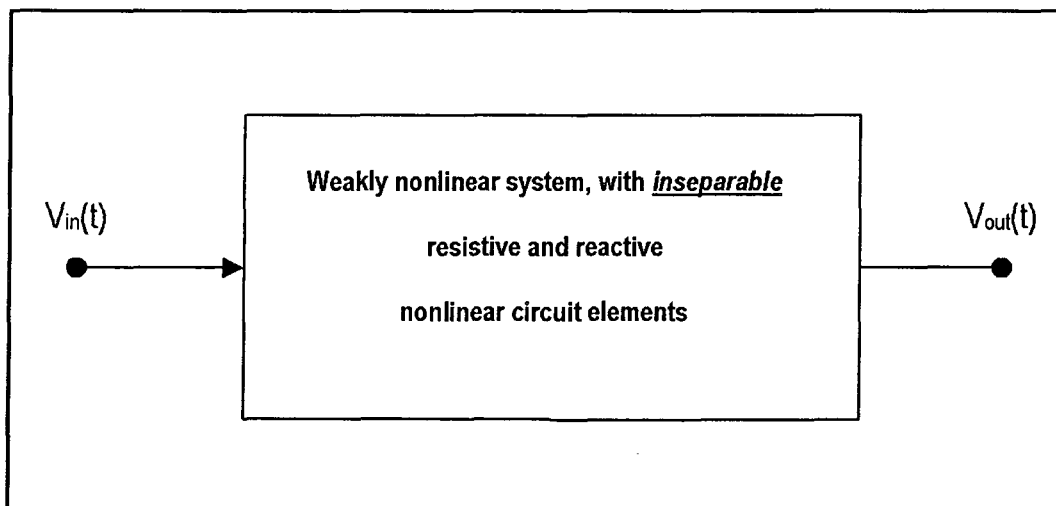 Weakly nonlinear system, with inseparable
Vin(t)
resistive and reactive
Vout(t)
nonlinear circuit elements